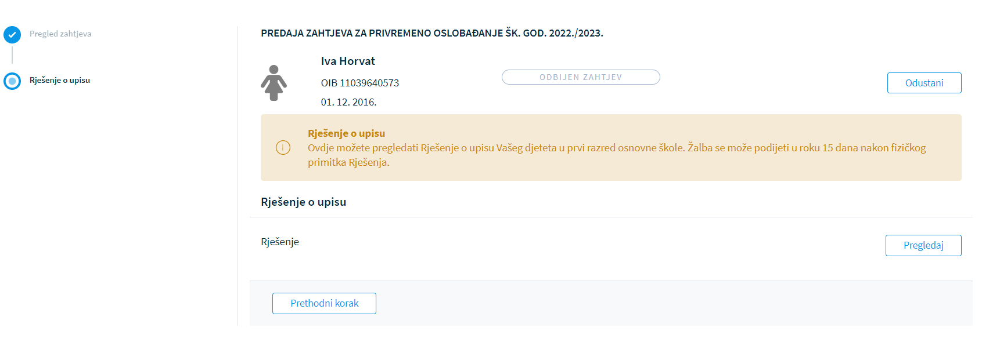 Pregled zahtjeva
Rješenje o upisu
PREDAJA ZAHTJEVA ZA PRIVREMENO OSLOBAĐANJE ŠK. GOD. 2022./2023.
Iva Horvat
OIB 11039640573
01. 12. 2016.
ODBIJEN ZAHTJEV
Odustani
Rješenje o upisu
Ovdje možete pregledati Rješenje o upisu Vašeg djeteta u prvi razred osnovne škole. Žalba se može podijeti u roku 15 dana nakon fizičkog
primitka Rješenja.
Rješenje o upisu
Rješenje
Pregledaj
Prethodni korak